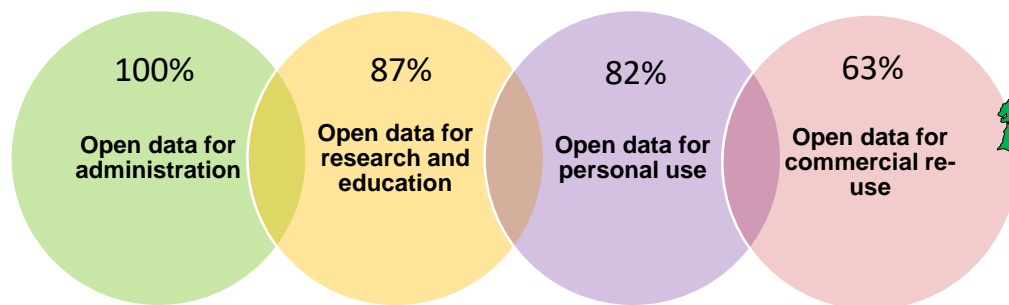 100%
Open data for
administration
87%
Open data for
research and
education
82%
Open data for
personal use
63%
Open data for
commercial re-
use